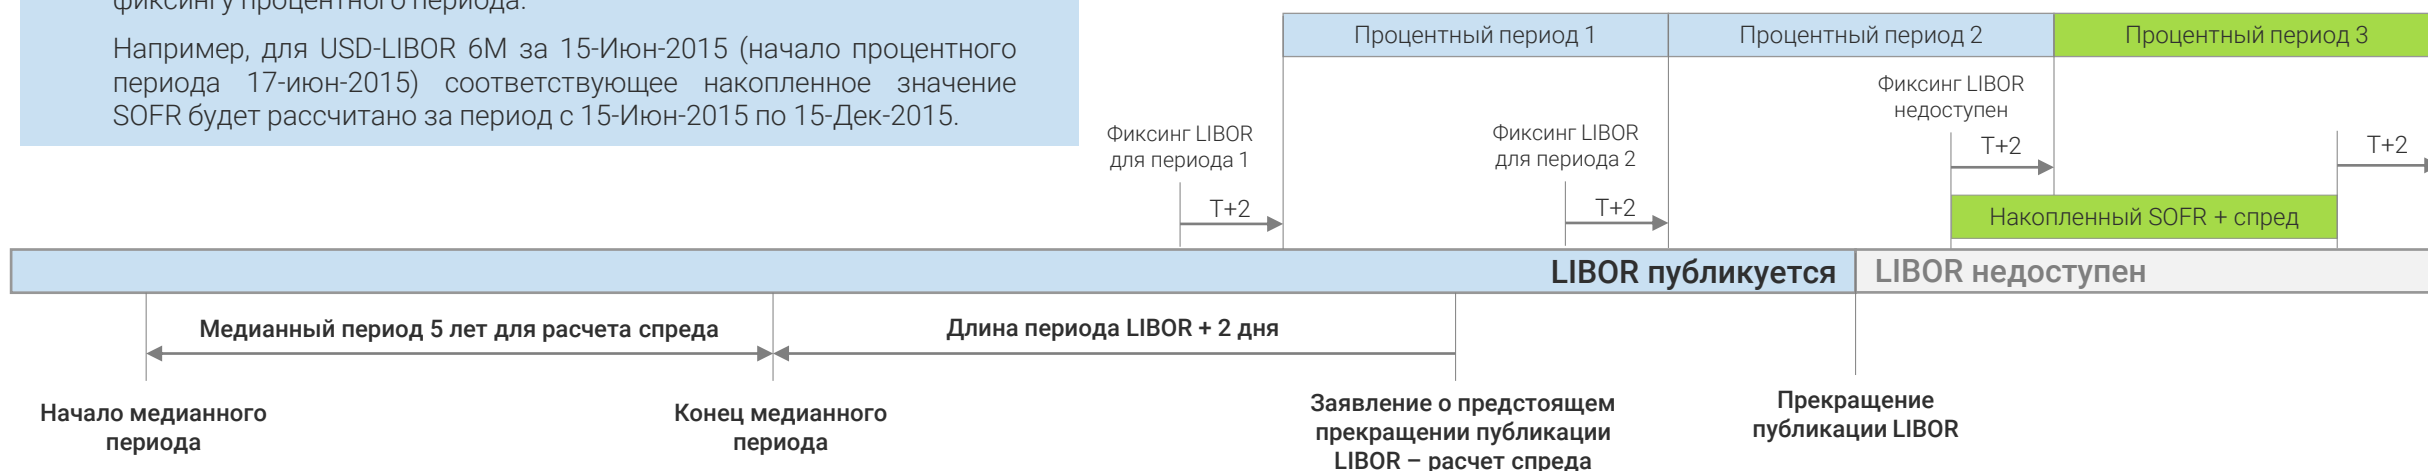 фиксингу процентного периода.
Например, для USD-LIBOR 6M за 15-Июн-2015 (начало процентного
периода 17-июн-2015) соответствующее накопленное значение
SOFR будет рассчитано за период с 15-Июн-2015 по 15-Дек-2015.
Процентный период 1
Процентный период 2
Процентный период 3
Фиксинг LIBOR
для периода 1
T+2
Фиксинг LIBOR
для периода 2
T+2
Фиксинг LIBOR
недоступен
T+2
T+2
Накопленный SOFR + спред
LIBOR публикуется
LIBOR недоступен
Медианный период 5 лет для расчета спреда
Длина периода LIBOR + 2 дня
Начало медианного
периода
Конец медианного
периода
Заявление о предстоящем
прекращении публикации
LIBOR – расчет спреда
Прекращение
публикации LIBOR